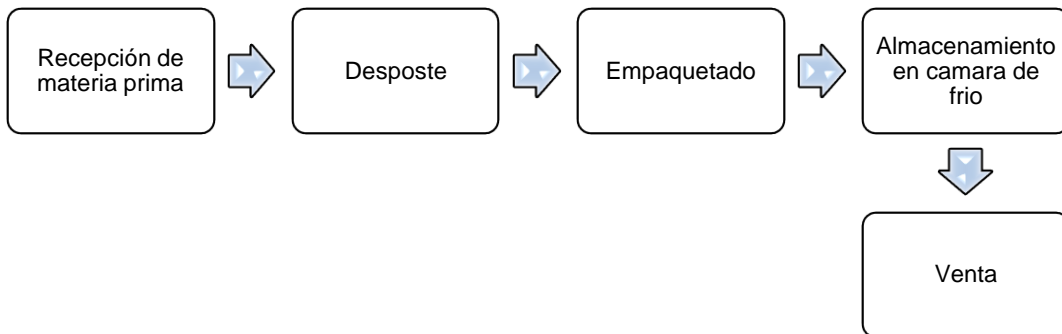 Recepción de
materia prima
Desposte
Empaquetado
Almacenamiento
en camara de
frio
Venta